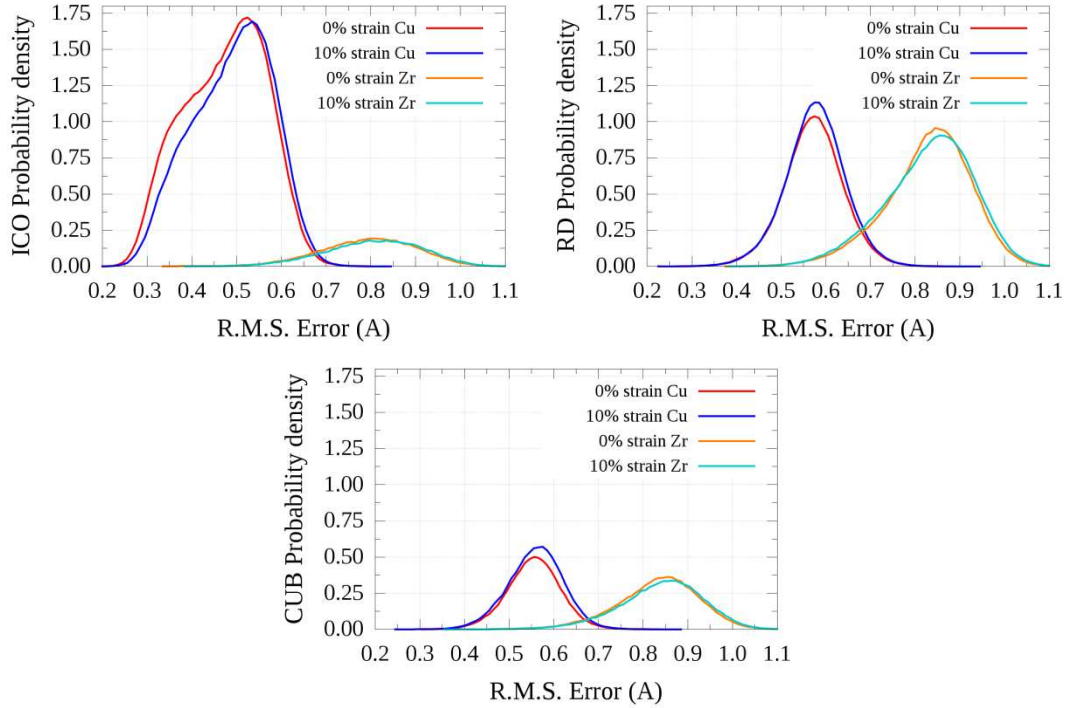 ICO Probability density
1.75
1.50
1.25
1.00
0.75
0.50
0.25
0.00
0% strain Cu
10% strain Cu
0% strain Zr
10% strain Zr
0.2 0.3 0.4 0.5 0.6 0.7 0.8 0.9 1.0 1.1
R.M.S. Error (A)
RD Probability density
1.75
1.50
1.25
1.00
0.75
0.50
0.25
0.00
0% strain Cu
10% strain Cu
0% strain Zr
10% strain Zr
0.2 0.3 0.4 0.5 0.6 0.7 0.8 0.9 1.0 1.1
R.M.S. Error (A)
CUB Probability density
1.75
1.50
1.25
1.00
0.75
0.50
0.25
0.00
0% strain Cu
10% strain Cu
0% strain Zr
10% strain Zr
0.2 0.3 0.4 0.5 0.6 0.7 0.8 0.9 1.0 1.1
R.M.S. Error (A)